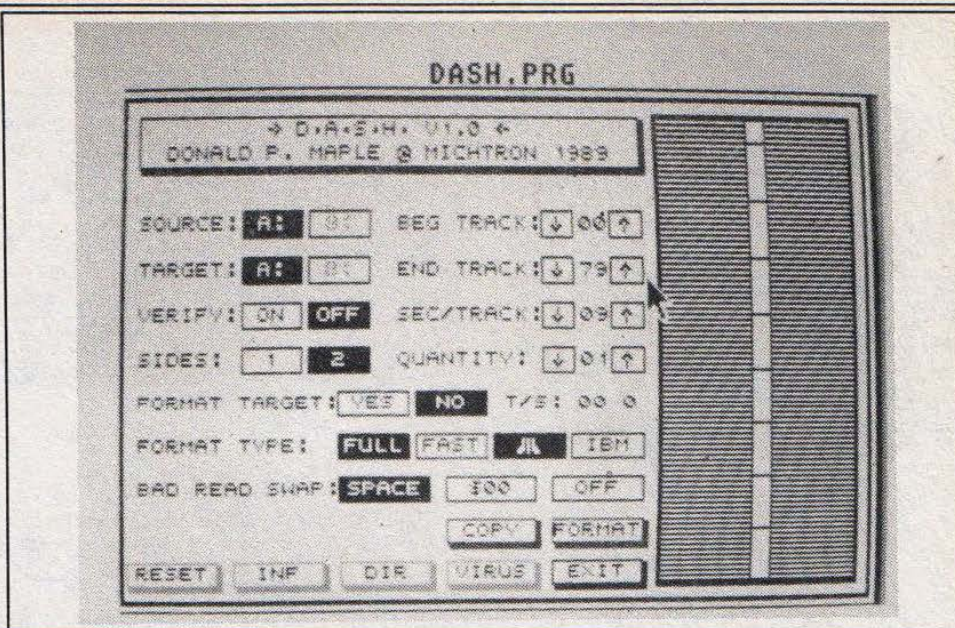 DASH.PRG
→ D.A.S.H. V1.0 ←
DONALD P. MAPLE @ MICHTRON 1989
SOURCE: A: B: BEG TRACK: ↓ 00 ↑
TARGET: A: B: END TRACK: ↓ 79 ↑
VERIFY: ON OFF SEC/TRACK: ↓ 09 ↑
SIDES: 1 2 QUANTITY: ↓ 01 ↑
FORMAT TARGET: YES NO T/S: 00 0
FORMAT TYPE: FULL FAST IBM
BAD READ SWAP: SPACE $00 OFF
COPY FORMAT
RESET INF DIR VIRUS EXIT